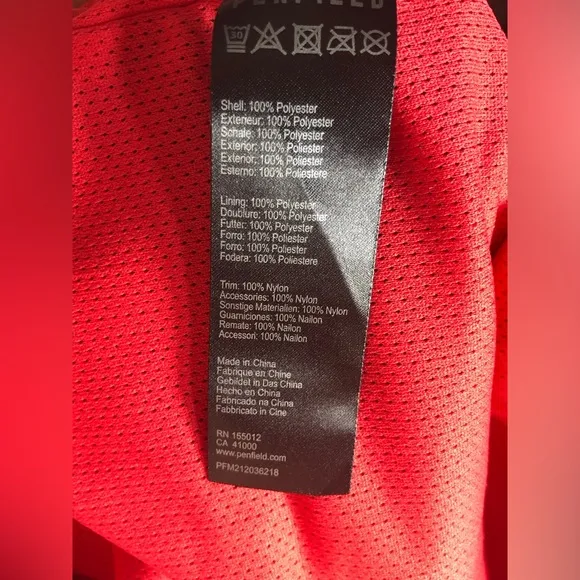 PENFIELD
30
Shell: 100% Polyester
Exterieur: 100% Polyester
Schale: 100% Polyester
Exterior: 100% Poliester
Exterior: 100% Poliester
Esterno: 100% Poliestere
Lining: 100% Polyester
Doublure: 100% Polyester
Futter: 100% Polyester
Forro: 100% Poliester
Forro: 100% Poliester
Fodera: 100% Poliestere
Trim: 100% Nylon
Accessories: 100% Nylon
Sonstige Materialien: 100% Nylon
Guarniciones: 100% Nailon
Remate: 100% Nailon
Accessori: 100% Nailon
Made in China
Fabrique en Chine
Gebildet in Das China
Hecho en China
Fabricado na China
Fabbricato in Cine
RN 155012
CA 41000
www.penfield.com
PFM212036218